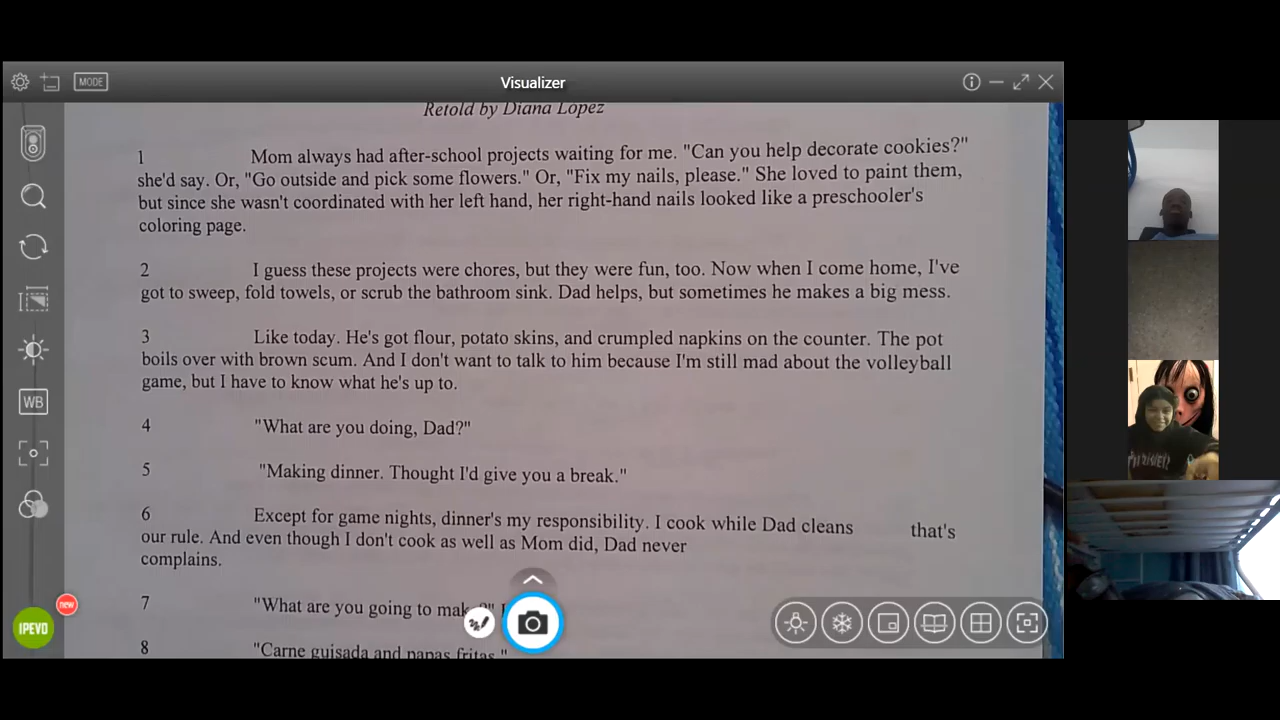 MODE
Visualizer
Retold by Diana Lopez
1 Mom always had after-school projects waiting for me. "Can you help decorate cookies?"
she'd say. Or, "Go outside and pick some flowers." Or, "Fix my nails, please." She loved to paint them,
but since she wasn't coordinated with her left hand, her right-hand nails looked like a preschooler's
coloring page.
2 I guess these projects were chores, but they were fun, too. Now when I come home, I've
got to sweep, fold towels, or scrub the bathroom sink. Dad helps, but sometimes he makes a big mess.
3 Like today. He's got flour, potato skins, and crumpled napkins on the counter. The pot
boils over with brown scum. And I don't want to talk to him because I'm still mad about the volleyball
game, but I have to know what he's up to.
4 "What are you doing, Dad?"
5 "Making dinner. Thought I'd give you a break."
6 Except for game nights, dinner's my responsibility. I cook while Dad cleans that's
our rule. And even though I don't cook as well as Mom did, Dad never
complains.
7 "What are you going to
8 "Carne guisada and papas fritas."
WB
new
IPEVO